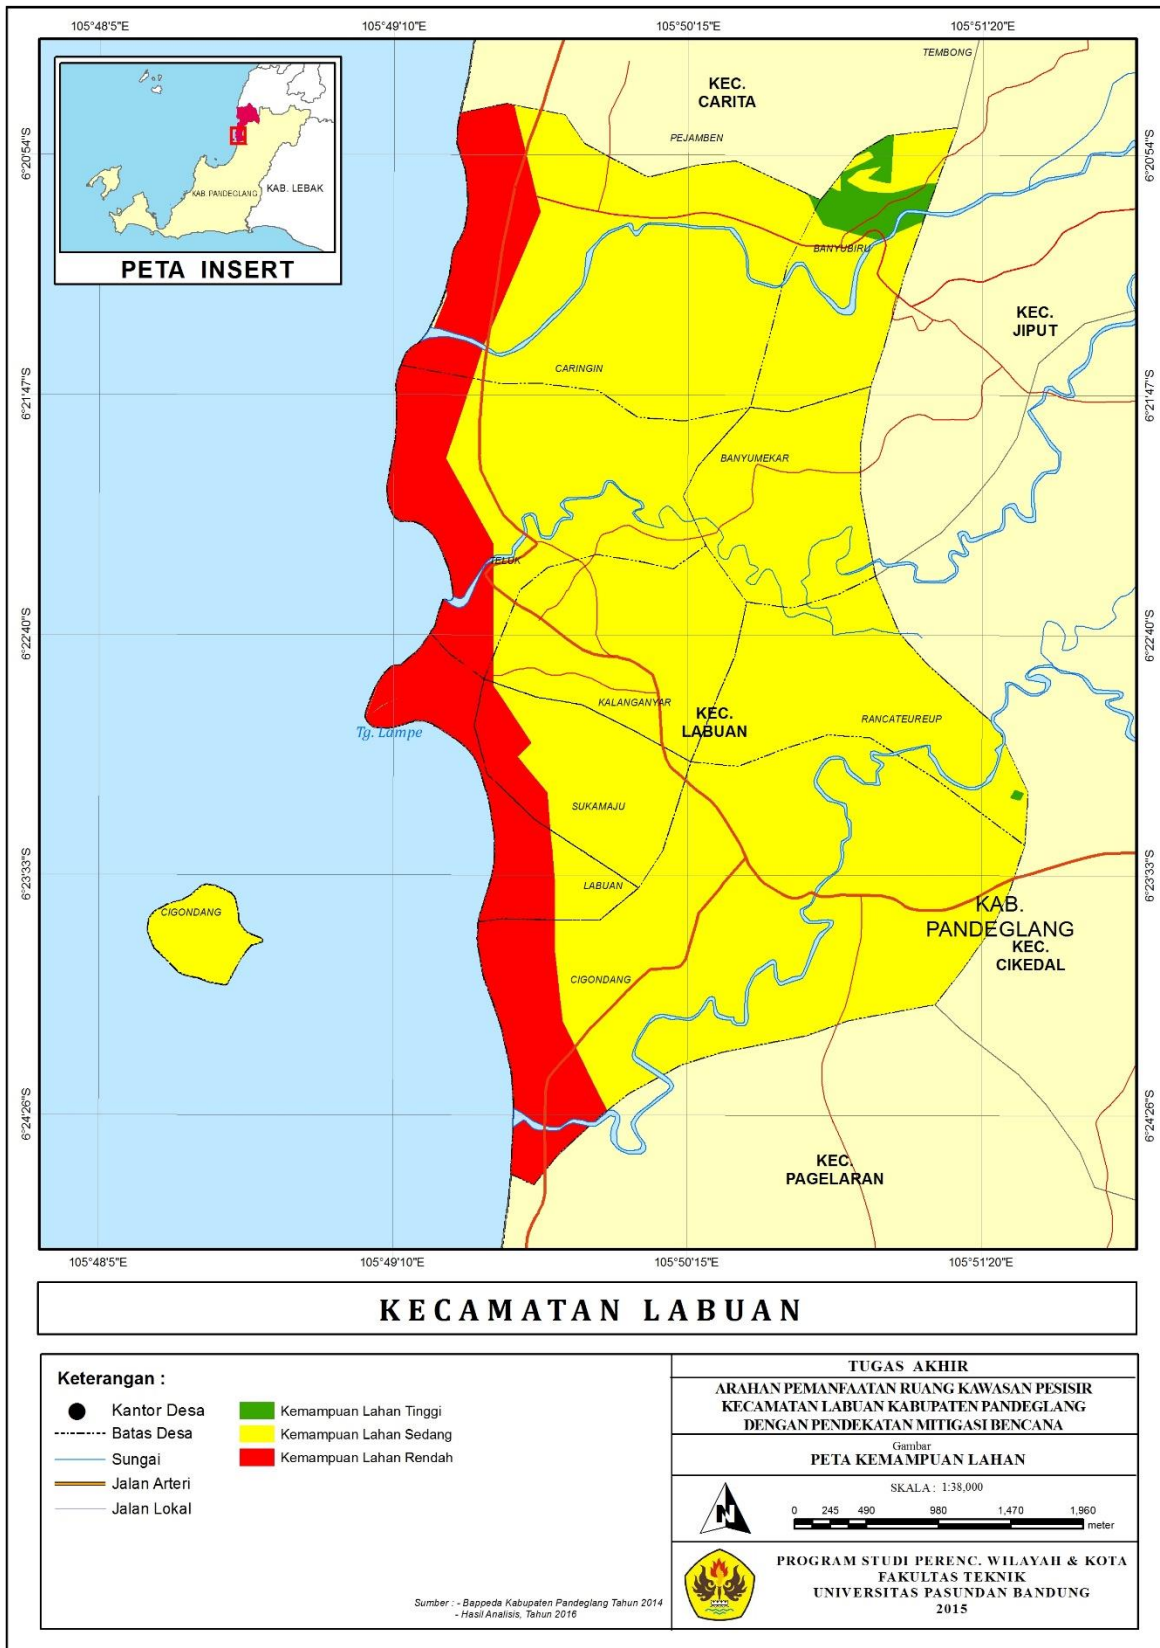 105°48'5"E
105°49'10"E
105°50'15"E
105°51'20"E
TEMBONG
KEC.
CARITA
PEJAMBEN
6°20'54"S
6°20'54"S
KAB. PANDEGLANG
KAB. LEBAK
PETA INSERT
BANYUBIRU
KEC.
JIPUT
CARINGIN
6°21'47"S
6°21'47"S
BANYUMEKAR
TELUK
6°22'40"S
6°22'40"S
KALANGANYAR
KEC.
LABUAN
RANCATEUREUP
Tg. Lampe
SUKAMAJU
6°23'33"S
6°23'33"S
LABUAN
CIGONDANG
KAB.
PANDEGLANG
KEC.
CIKEDAL
CIGONDANG
6°24'26"S
6°24'26"S
KEC.
PAGELARAN
105°48'5"E
105°49'10"E
105°50'15"E
105°51'20"E
KECAMATAN LABUAN
Keterangan :
Kantor Desa
Batas Desa
Sungai
Jalan Arteri
Jalan Lokal
Kemampuan Lahan Tinggi
Kemampuan Lahan Sedang
Kemampuan Lahan Rendah
Sumber : - Bappeda Kabupaten Pandeglang Tahun 2014
- Hasil Analisis, Tahun 2016
TUGAS AKHIR
ARAHAN PEMANFAATAN RUANG KAWASAN PESISIR
KECAMATAN LABUAN KABUPATEN PANDEGLANG
DENGAN PENDEKATAN MITIGASI BENCANA
Gambar
PETA KEMAMPUAN LAHAN
SKALA : 1:38,000
N
0 245 490 980 1,470 1,960
meter
PROGRAM STUDI PERENC. WILAYAH & KOTA
FAKULTAS TEKNIK
UNIVERSITAS PASUNDAN BANDUNG
2015